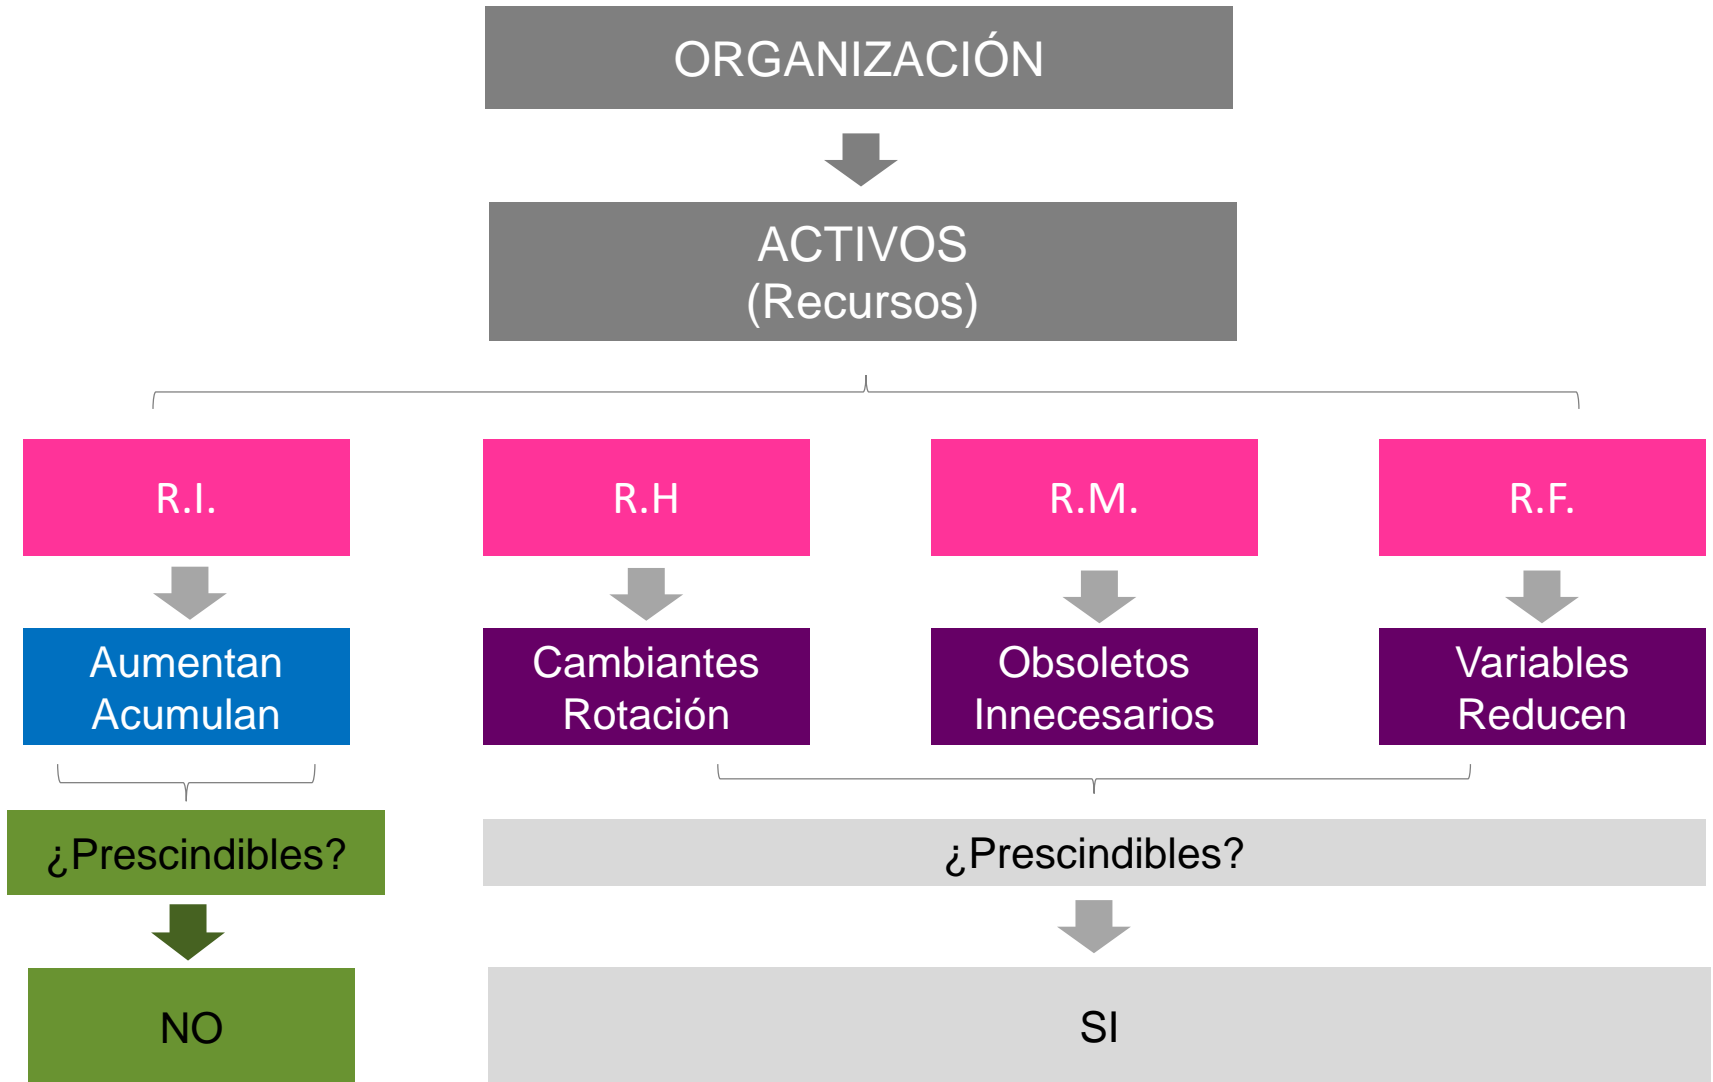 ORGANIZACIÓN
ACTIVOS
(Recursos)
R.I.
R.H
R.M.
R.F.
Aumentan
Acumulan
Cambiantes
Rotación
Obsoletos
Innecesarios
Variables
Reducen
¿Prescindibles?
¿Prescindibles?
NO
SI